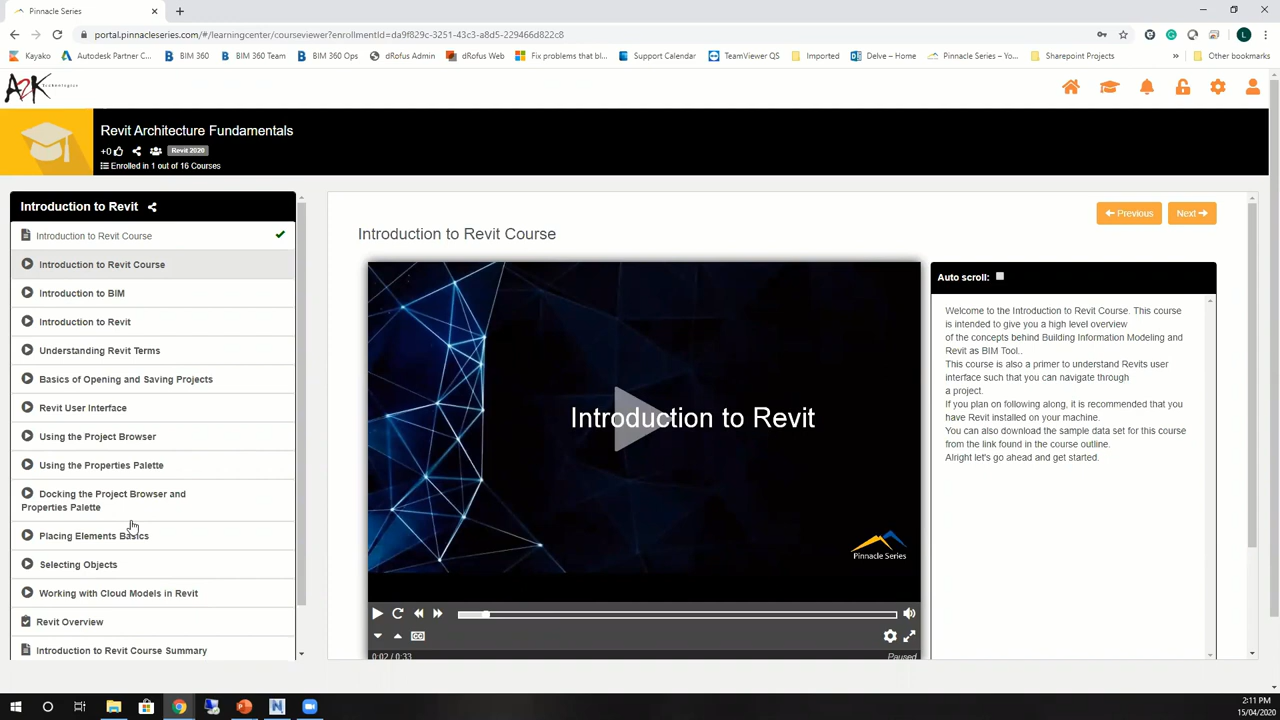 Pinnacle Series
portal.pinnacleseries.com/#/learningcenter/courseviewer?enrollmentId=da9f829c-3251-43c3-a8d5-229466d822c8
Kayako
Autodesk Partner C...
BIM 360
BIM 360 Team
BIM 360 Ops
dRofus Admin
dRofus Web
Fix problems that bl...
Support Calendar
TeamViewer QS
Imported
Delve – Home
Pinnacle Series – Yo...
Sharepoint Projects
»
Other bookmarks
A2K Technologies
Revit Architecture Fundamentals
+0
Revit 2020
Enrolled in 1 out of 16 Courses
Introduction to Revit
Introduction to Revit Course
Introduction to Revit Course
Introduction to BIM
Introduction to Revit
Understanding Revit Terms
Basics of Opening and Saving Projects
Revit User Interface
Using the Project Browser
Using the Properties Palette
Docking the Project Browser and
Properties Palette
Placing Elements Basics
Selecting Objects
Working with Cloud Models in Revit
Revit Overview
Introduction to Revit Course Summary
Previous
Next
Introduction to Revit Course
Introduction to Revit
Pinnacle Series
CC
0:02 / 0:33
Paused
Auto scroll:
Welcome to the Introduction to Revit Course. This course
is intended to give you a high level overview
of the concepts behind Building Information Modeling and
Revit as BIM Tool..
This course is also a primer to understand Revits user
interface such that you can navigate through
a project.
If you plan on following along, it is recommended that you
have Revit installed on your machine.
You can also download the sample data set for this course
from the link found in the course outline.
Alright let's go ahead and get started.
2:11 PM
15/04/2020